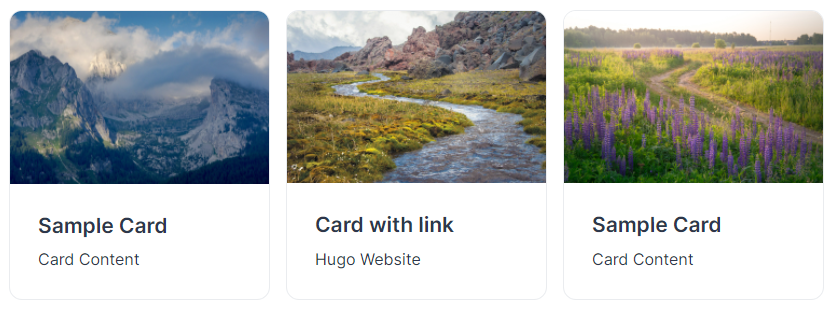 Sample Card
Card Content
Card with link
Hugo Website
Sample Card
Card Content